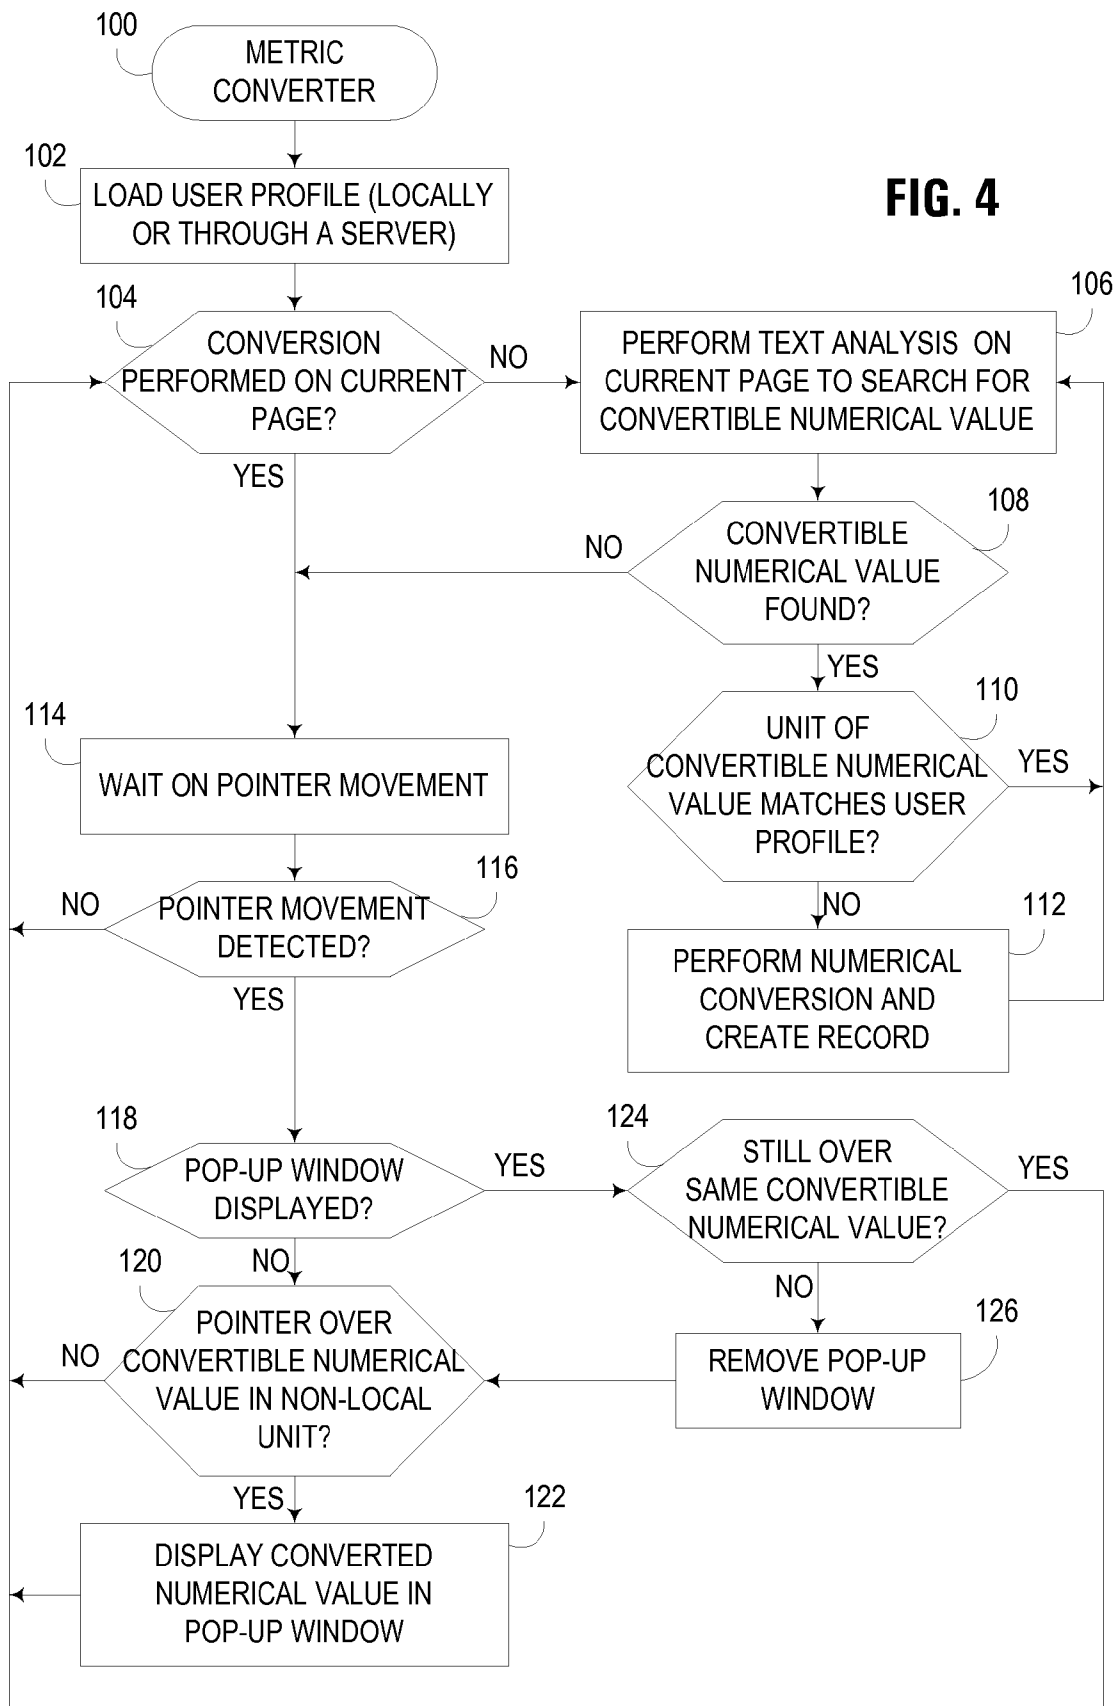 100
METRIC
CONVERTER
102
LOAD USER PROFILE (LOCALLY
OR THROUGH A SERVER)
FIG. 4
104
CONVERSION
PERFORMED ON CURRENT
PAGE?
NO
YES
106
PERFORM TEXT ANALYSIS ON
CURRENT PAGE TO SEARCH FOR
CONVERTIBLE NUMERICAL VALUE
108
CONVERTIBLE
NUMERICAL VALUE
FOUND?
NO
YES
110
UNIT OF
CONVERTIBLE NUMERICAL
VALUE MATCHES USER
PROFILE?
YES
NO
112
PERFORM NUMERICAL
CONVERSION AND
CREATE RECORD
114
WAIT ON POINTER MOVEMENT
116
POINTER MOVEMENT
DETECTED?
NO
YES
118
POP-UP WINDOW
DISPLAYED?
YES
NO
124
STILL OVER
SAME CONVERTIBLE
NUMERICAL VALUE?
YES
NO
126
REMOVE POP-UP
WINDOW
120
POINTER OVER
CONVERTIBLE NUMERICAL
VALUE IN NON-LOCAL
UNIT?
NO
YES
122
DISPLAY CONVERTED
NUMERICAL VALUE IN
POP-UP WINDOW